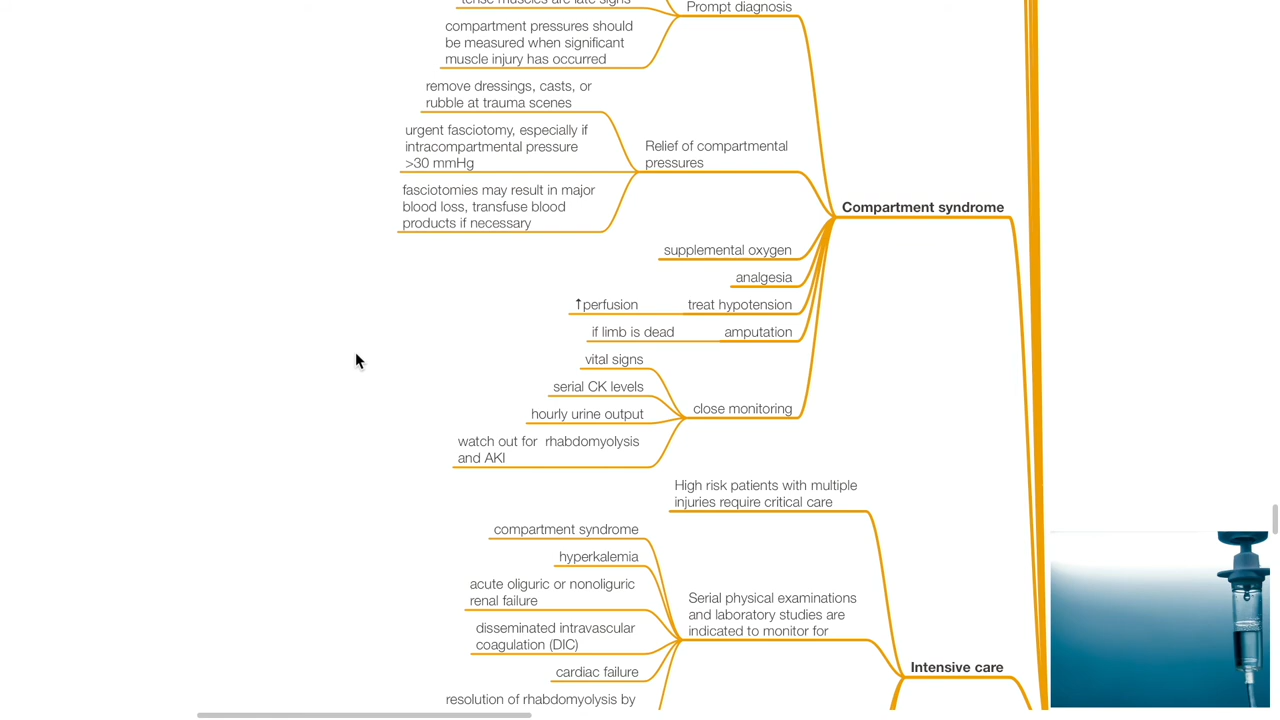 tense muscles are late signs
Prompt diagnosis
compartment pressures should
be measured when significant
muscle injury has occurred
remove dressings, casts, or
rubble at trauma scenes
urgent fasciotomy, especially if
intracompartmental pressure
>30 mmHg
Relief of compartmental
pressures
fasciotomies may result in major
blood loss, transfuse blood
products if necessary
Compartment syndrome
supplemental oxygen
analgesia
↑perfusion
treat hypotension
if limb is dead
amputation
vital signs
serial CK levels
hourly urine output
close monitoring
watch out for  rhabdomyolysis
and AKI
High risk patients with multiple
injuries require critical care
compartment syndrome
hyperkalemia
acute oliguric or nonoliguric
renal failure
Serial physical examinations
and laboratory studies are
indicated to monitor for
disseminated intravascular
coagulation (DIC)
cardiac failure
Intensive care
resolution of rhabdomyolysis by